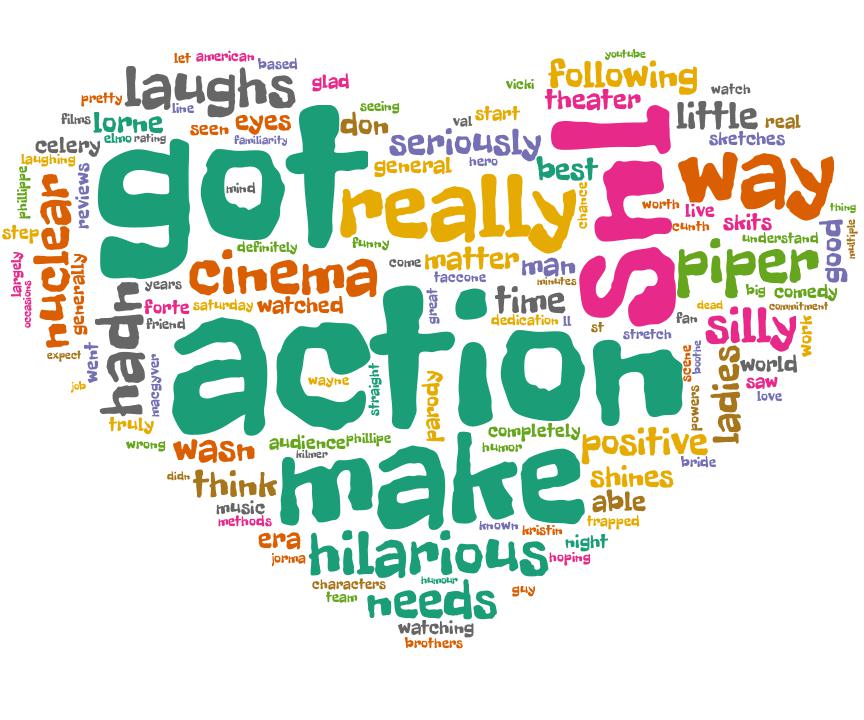 youtube
let american based
laughs
glad
vicki
following
watch
pretty
line
theater
films
lorne
seen
eyes
seeing
don
val
start
little
real
celery
elmo
rating
familiarity
seriously
sketches
laughing
general
hero
best
way
phillippe
reviews
got
mind
really
chance
snl
worth
live
cunth
skits
thing
step
nuclear
definitely
funny
understand
good
multiple
largely
generally
cinema
come
matter
man
piper
occasions
years
taccone
minutes
big
comedy
forte
saturday
watched
great
time
dead
commitment
hadn
friend
dedication
ll
st
fan
silly
work
expect
went
action
stretch
job
macgyver
wayne
straight
parody
scene
boothe
powers
ladies
world
saw
love
truly
wrong
wasn
audience
phillipe
completely
positive
kilmer
humor
bride
didn
think
make
shines
music
able
methods
known
kristin
trapped
era
hilarious
night
jorma
hoping
characters
humour
team
needs
guy
watching
brothers